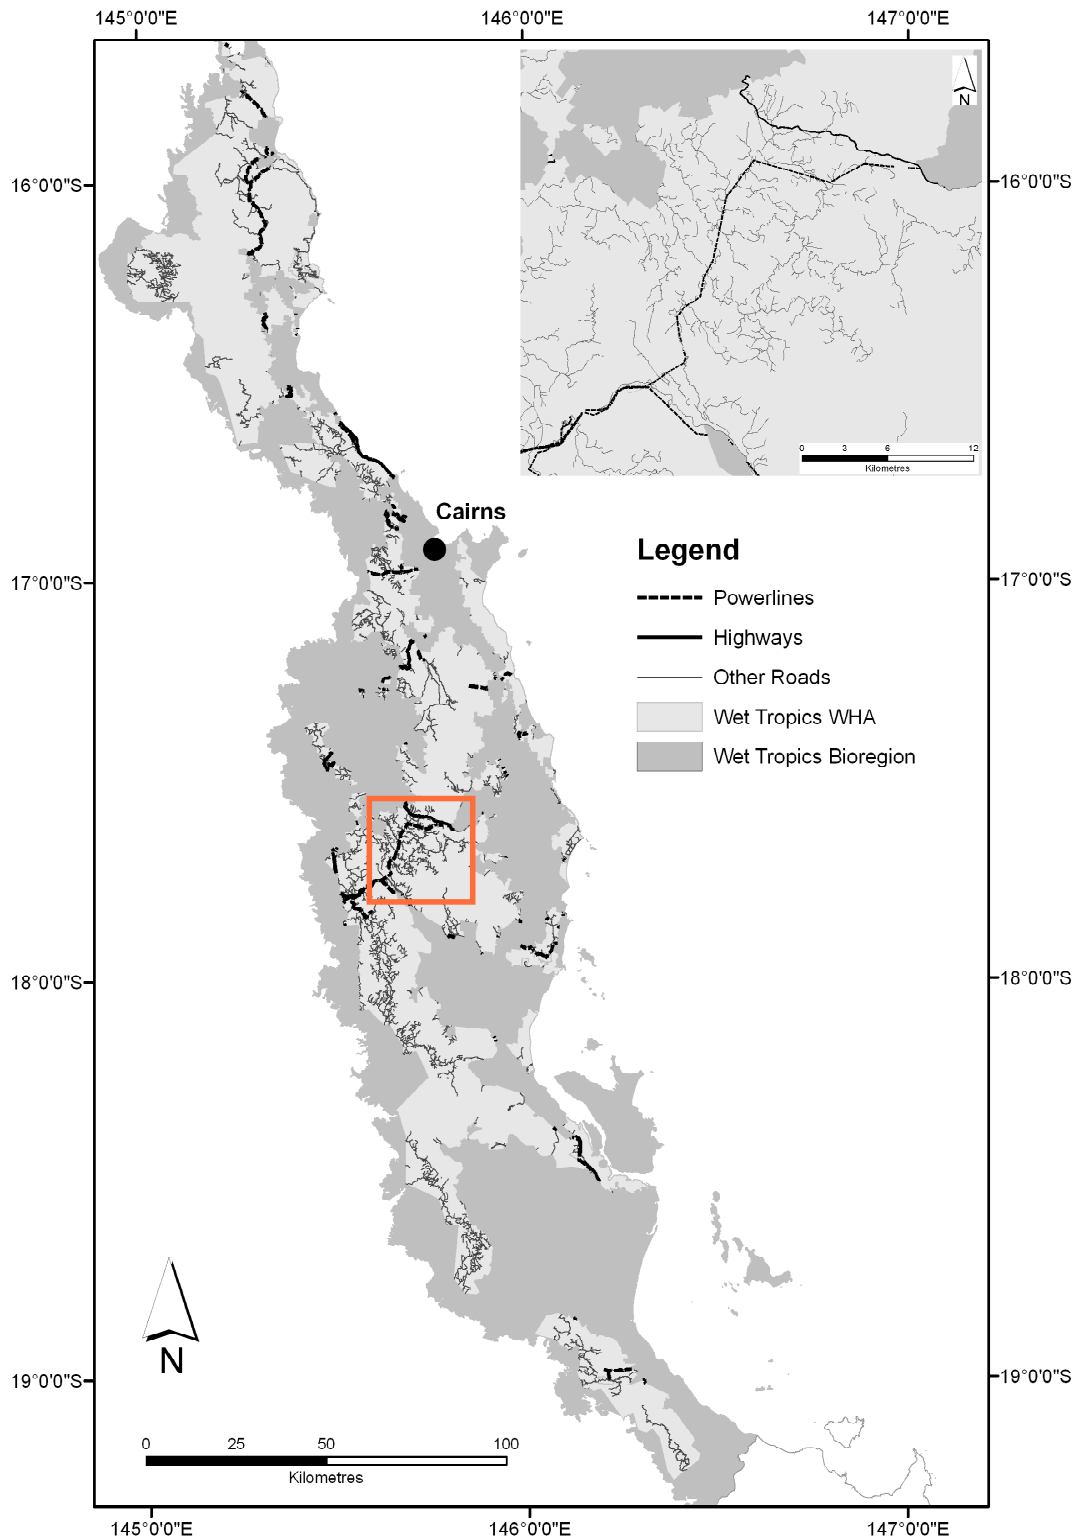 145°0'0"E
146°0'0"E
147°0'0"E
N
16°0'0"S
16°0'0"S
0
3
6
12
Kilometres
Cairns
Legend
17°0'0"S
17°0'0"S
Powerlines
Highways
Other Roads
Wet Tropics WHA
Wet Tropics Bioregion
18°0'0"S
18°0'0"S
N
19°0'0"S
19°0'0"S
0
25
50
100
Kilometres
145°0'0"E
146°0'0"E
147°0'0"E